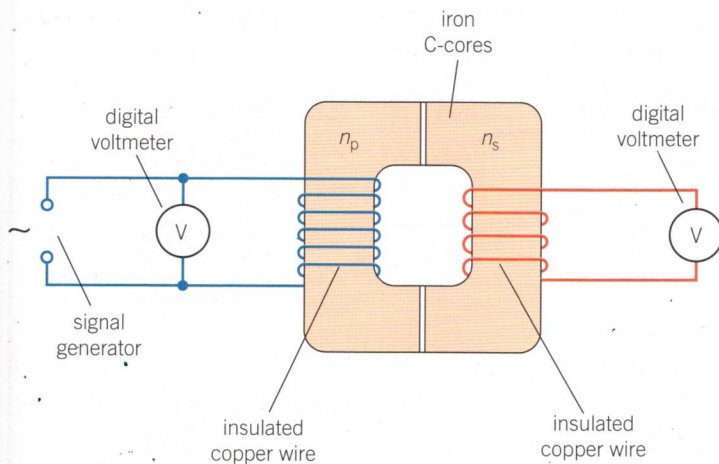 iron
C-cores
digital
voltmeter
n_p
n_s
digital
voltmeter
V
V
~
signal
generator
insulated
copper wire
insulated
copper wire